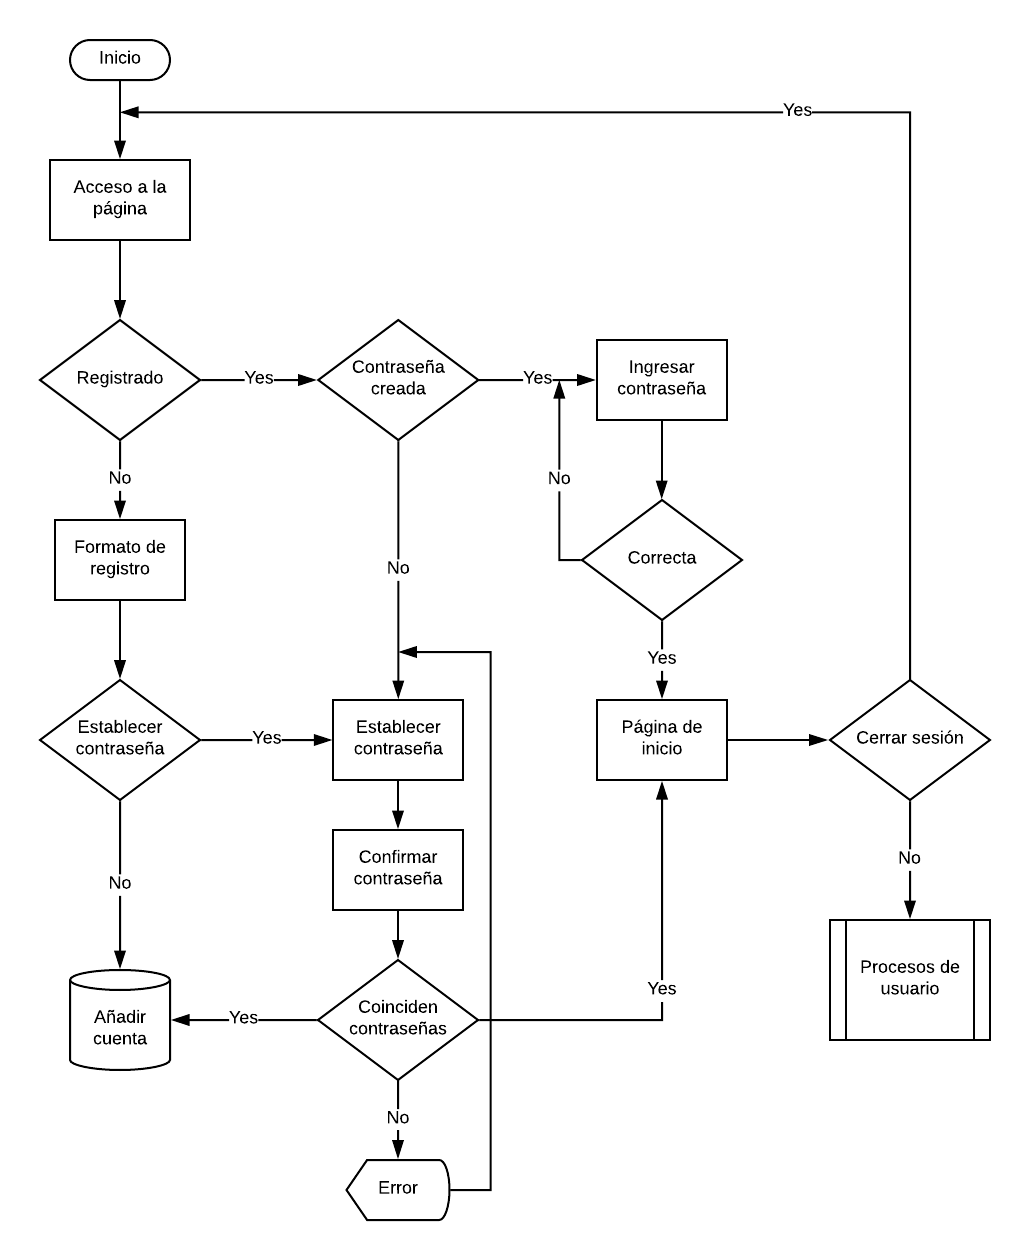 Inicio
Yes
Acceso a la
página
Registrado
Yes
Contraseña
creada
Yes
Ingresar
contraseña
No
No
Formato de
registro
No
Correcta
Yes
Establecer
contraseña
Yes
Establecer
contraseña
Página de
inicio
Cerrar sesión
Confirmar
contraseña
No
No
Procesos de
usuario
Añadir
cuenta
Yes
Coinciden
contraseñas
Yes
No
Error